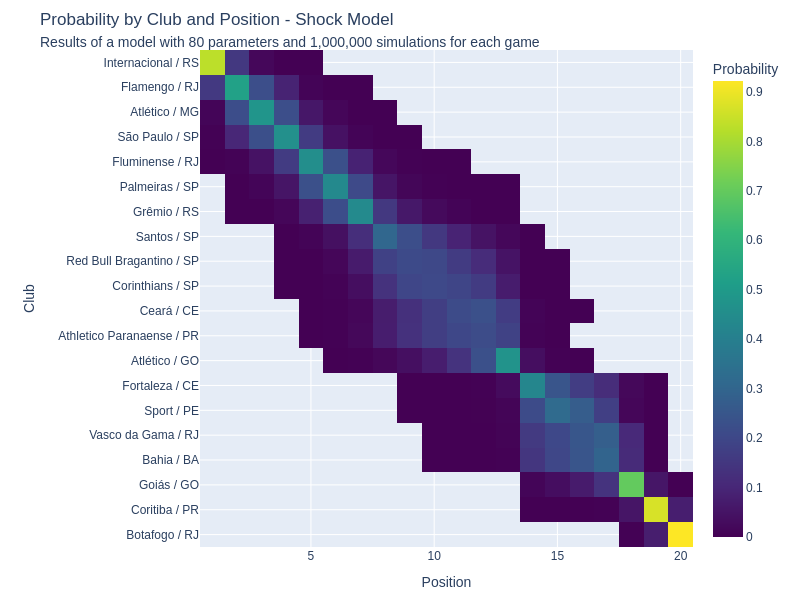 Probability by Club and Position - Shock Model
Results of a model with 80 parameters and 1,000,000 simulations for each game
Probability
Internacional / RS
Flamengo / RJ
Atlético / MG
São Paulo / SP
Fluminense / RJ
Palmeiras / SP
Grêmio / RS
Santos / SP
Red Bull Bragantino / SP
Corinthians / SP
Ceará / CE
Athletico Paranaense / PR
Atlético / GO
Fortaleza / CE
Sport / PE
Vasco da Gama / RJ
Bahia / BA
Goiás / GO
Coritiba / PR
Botafogo / RJ
Club
5
10
15
20
Position
0.9
0.8
0.7
0.6
0.5
0.4
0.3
0.2
0.1
0